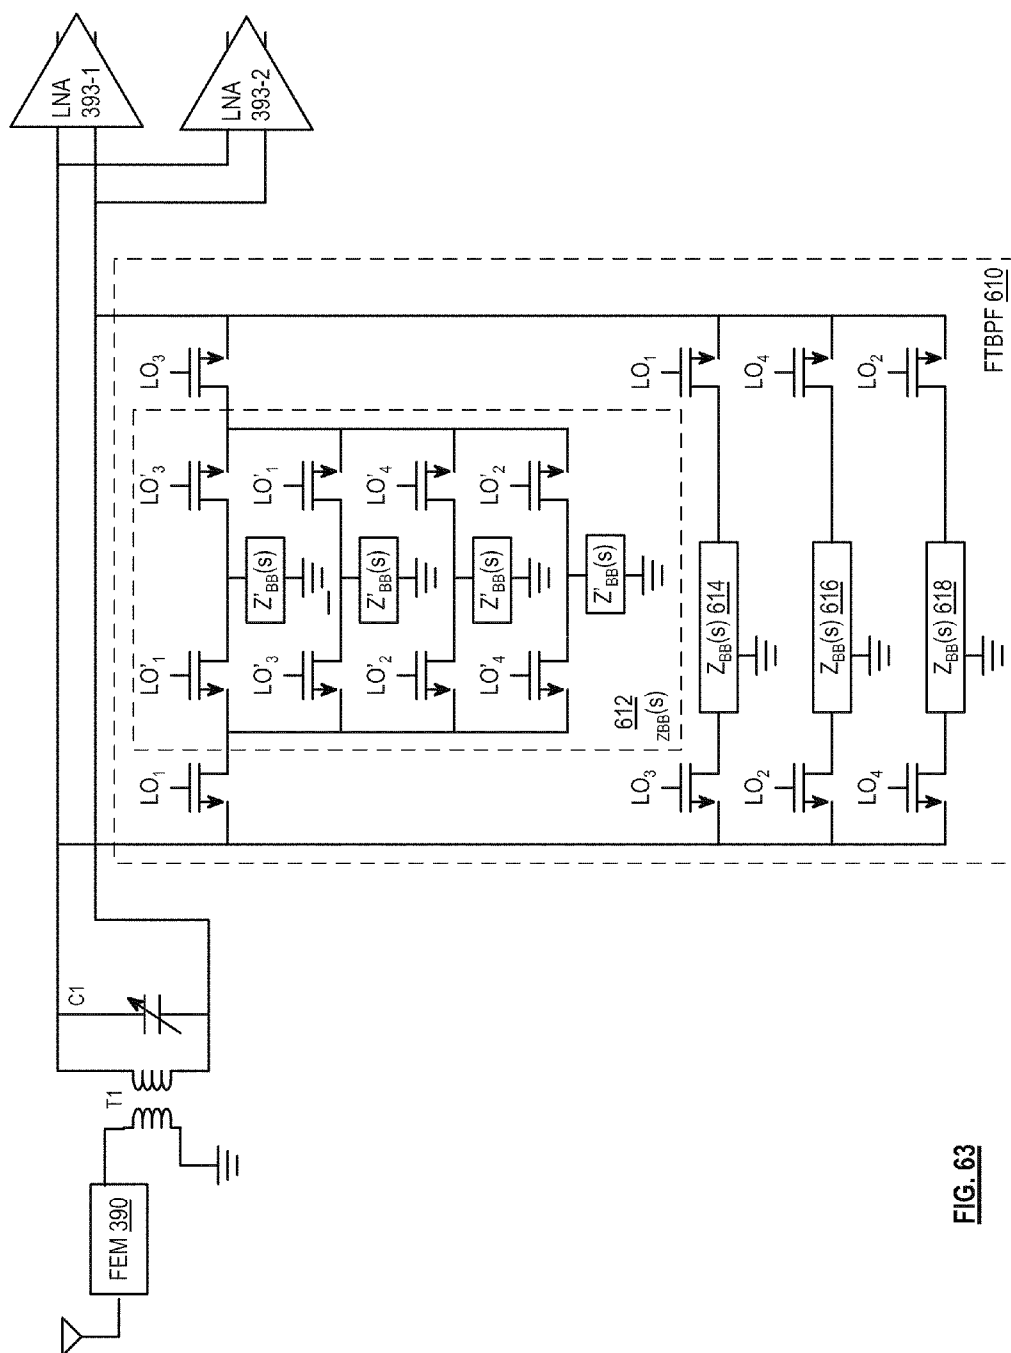 LNA
393-1
LNA
393-2
LO3
LO'3
LO'1
LO1
LO'1
LO'3
LO'4
LO'2
LO'2
LO'4
Z'BB(s)
Z'BB(s)
Z'BB(s)
Z'BB(s)
612
ZBB(s)
LO1
LO4
LO2
LO3
LO2
LO4
ZBB(s) 614
ZBB(s) 616
ZBB(s) 618
FTBPF 610
C1
T1
FEM 390
FIG. 63